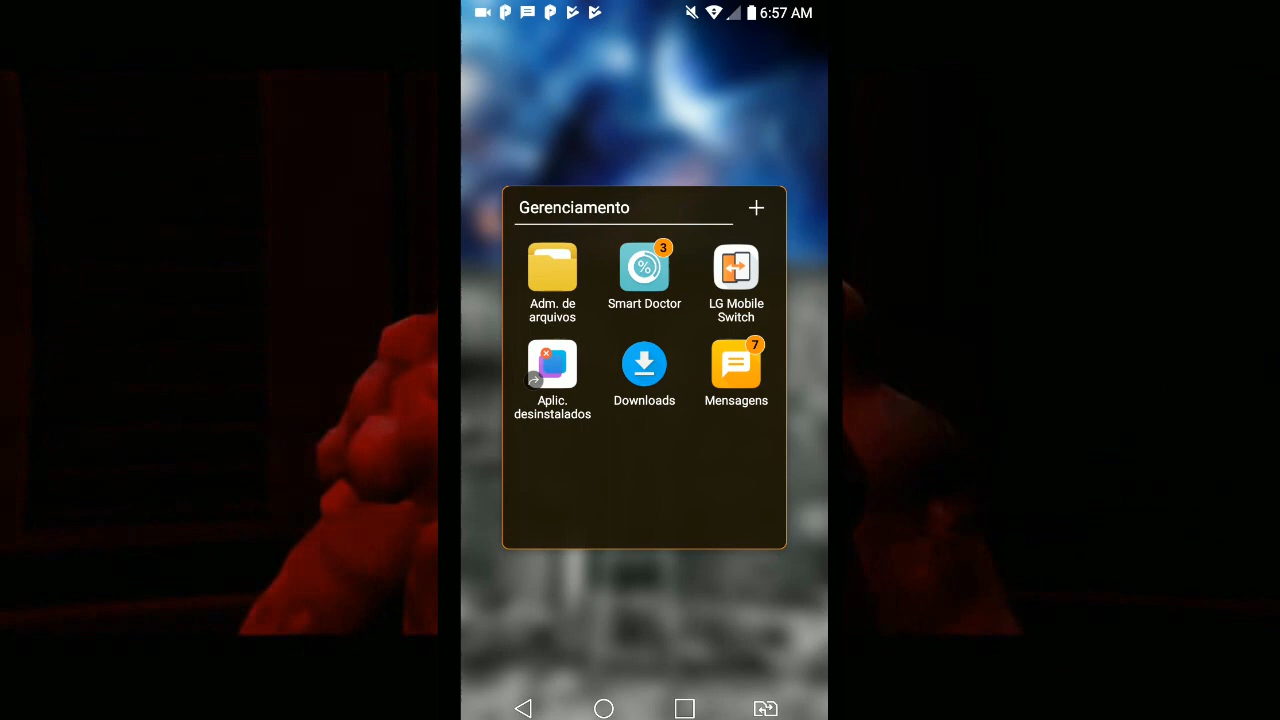 6:57 AM
Gerenciamento
3
Adm. de
arquivos
Smart Doctor
LG Mobile
Switch
7
Aplic.
desinstalados
Downloads
Mensagens